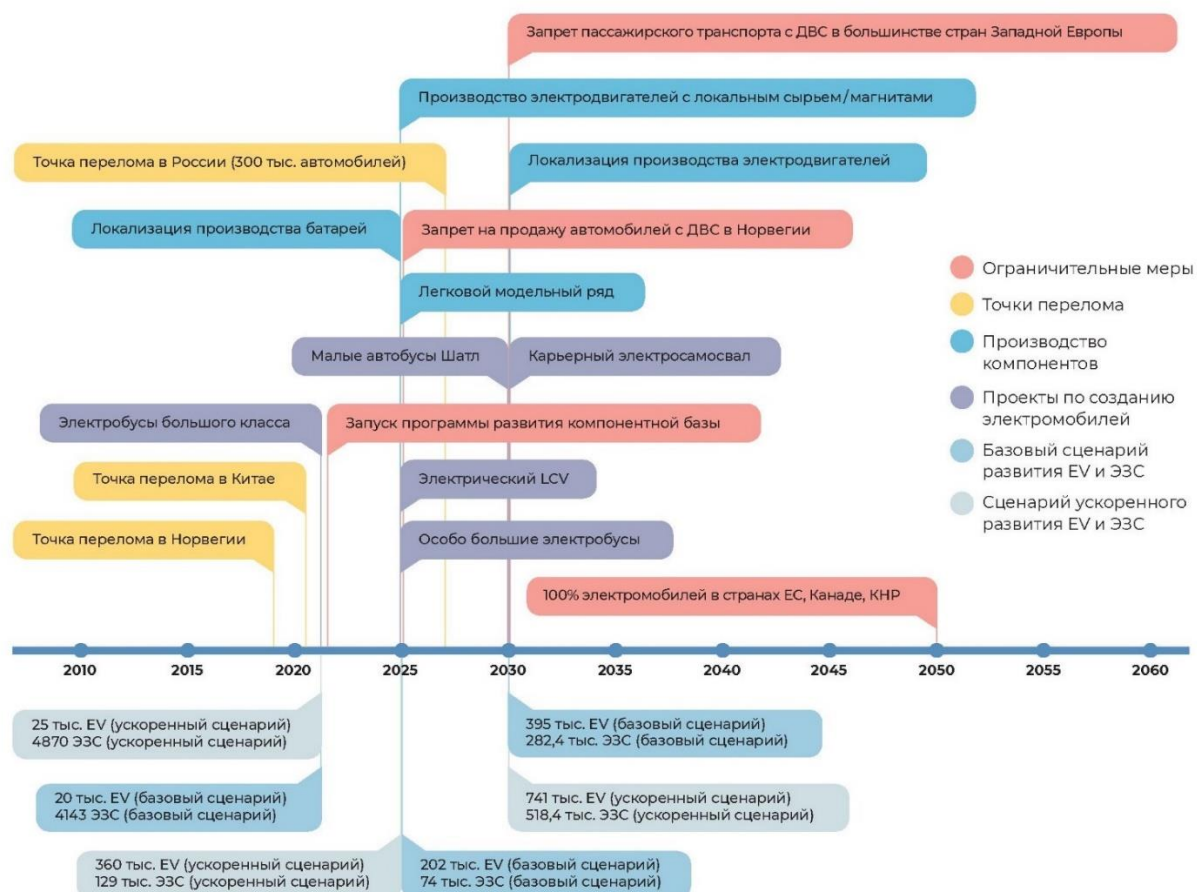 Запрет пассажирского транспорта с ДВС в большинстве стран Западной Европы
Производство электродвигателей с локальным сырьем/магнитами
Точка перелома в России (300 тыс. автомобилей)
Локализация производства электродвигателей
Локализация производства батарей
Запрет на продажу автомобилей с ДВС в Норвегии
Легковой модельный ряд
Малые автобусы Шатл
Карьерный электросамосвал
Электробусы большого класса
Запуск программы развития компонентной базы
Точка перелома в Китае
Электрический LCV
Точка перелома в Норвегии
Особо большие электробусы
100% электромобилей в странах ЕС, Канаде, КНР
Ограничительные меры
Точки перелома
Производство
компонентов
Проекты по созданию
электромобилей
Базовый сценарий
развития EV и ЭЗС
Сценарий ускоренного
развития EV и ЭЗС
2010 2015 2020 2025 2030 2035 2040 2045 2050 2055 2060
25 тыс. EV (ускоренный сценарий)
4870 ЭЗС (ускоренный сценарий)
395 тыс. EV (базовый сценарий)
282,4 тыс. ЭЗС (базовый сценарий)
20 тыс. EV (базовый сценарий)
4143 ЭЗС (базовый сценарий)
741 тыс. EV (ускоренный сценарий)
518,4 тыс. ЭЗС (ускоренный сценарий)
360 тыс. EV (ускоренный сценарий)
129 тыс. ЭЗС (ускоренный сценарий)
202 тыс. EV (базовый сценарий)
74 тыс. ЭЗС (базовый сценарий)